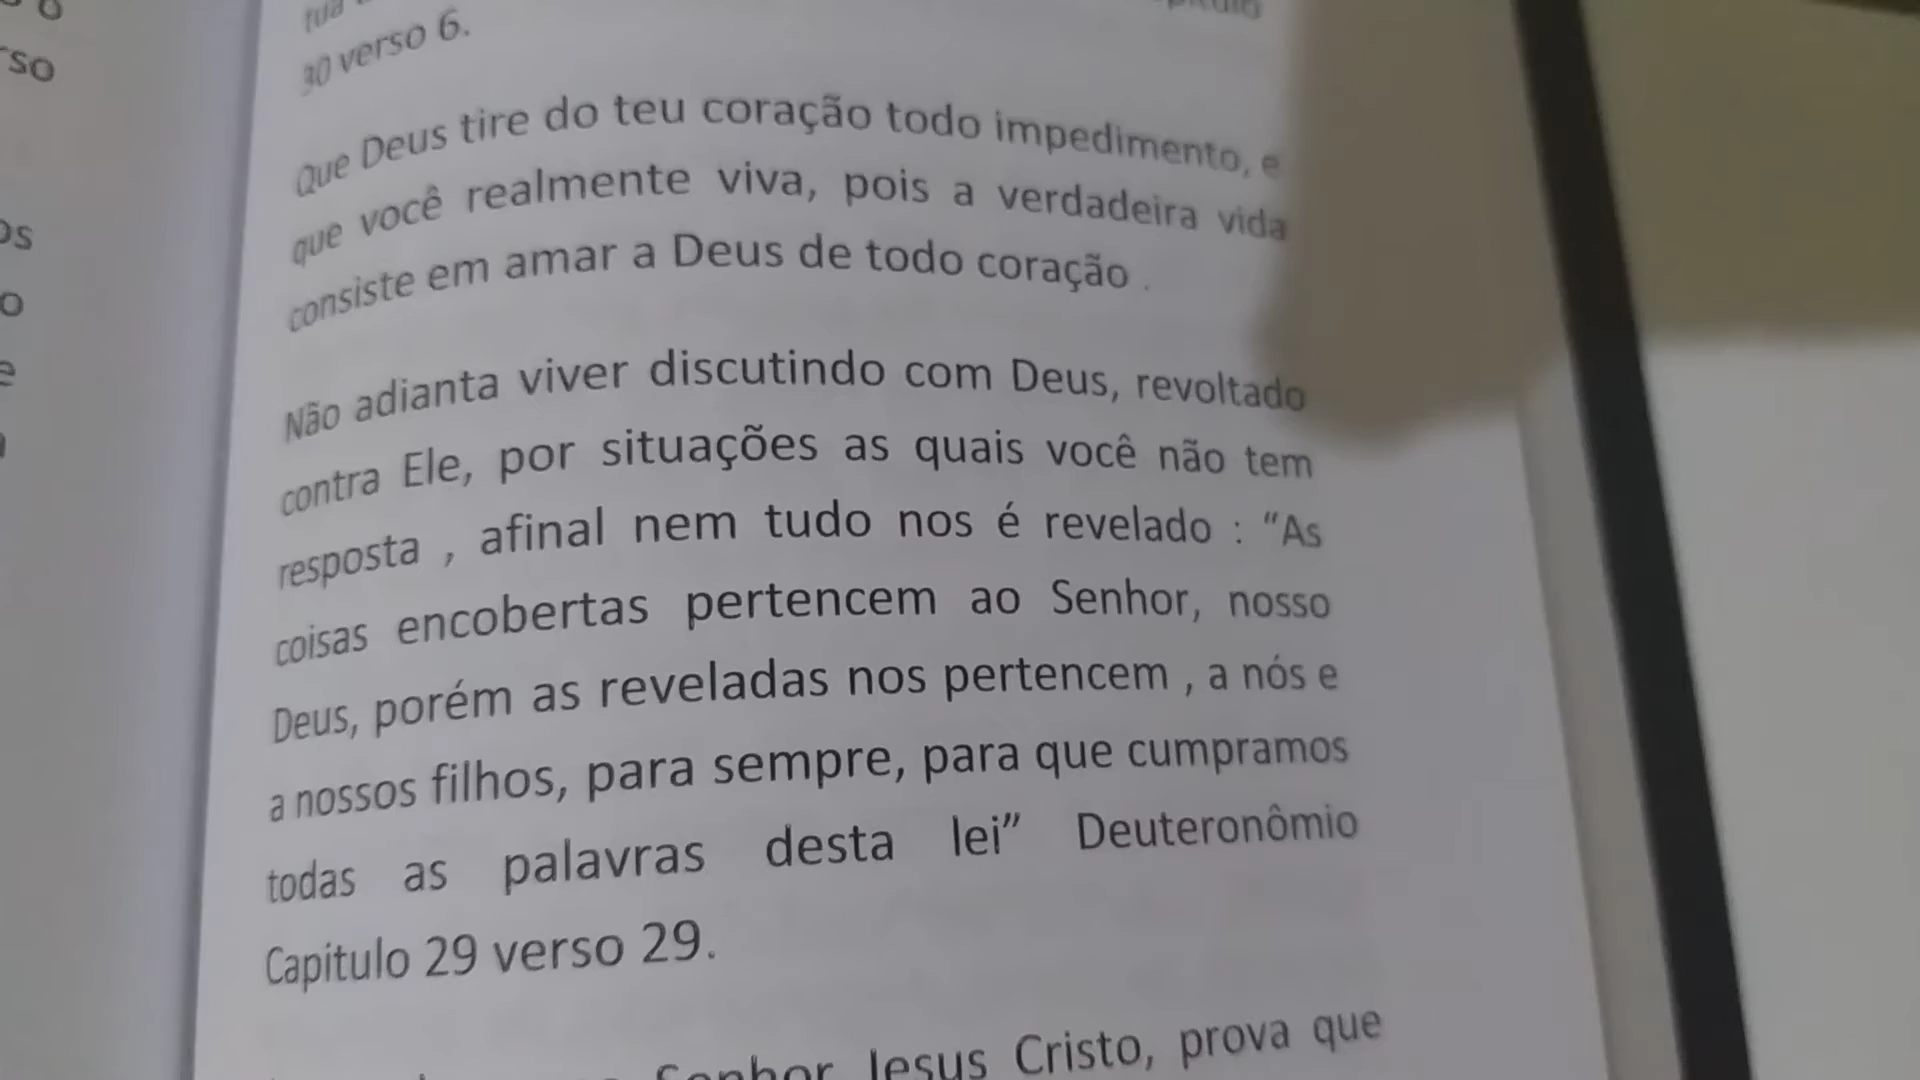 30 verso 6.
Que Deus tire do teu coração todo impedimento, e
que você realmente viva, pois a verdadeira vida
consiste em amar a Deus de todo coração .
Não adianta viver discutindo com Deus, revoltado
contra Ele, por situações as quais você não tem
resposta , afinal nem tudo nos é revelado : “As
coisas encobertas pertencem ao Senhor, nosso
Deus, porém as reveladas nos pertencem , a nós e
a nossos filhos, para sempre, para que cumpramos
todas as palavras desta lei” Deuteronômio
Capitulo 29 verso 29.
Senhor Jesus Cristo, prova que